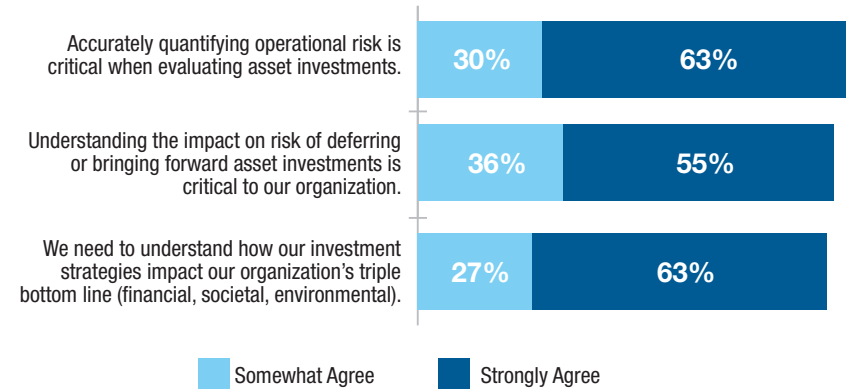 Accurately quantifying operational risk is
critical when evaluating asset investments.
30% 63%
Understanding the impact on risk of deferring
or bringing forward asset investments is
critical to our organization.
36% 55%
We need to understand how our investment
strategies impact our organization’s triple
bottom line (financial, societal, environmental).
27% 63%
Somewhat Agree Strongly Agree